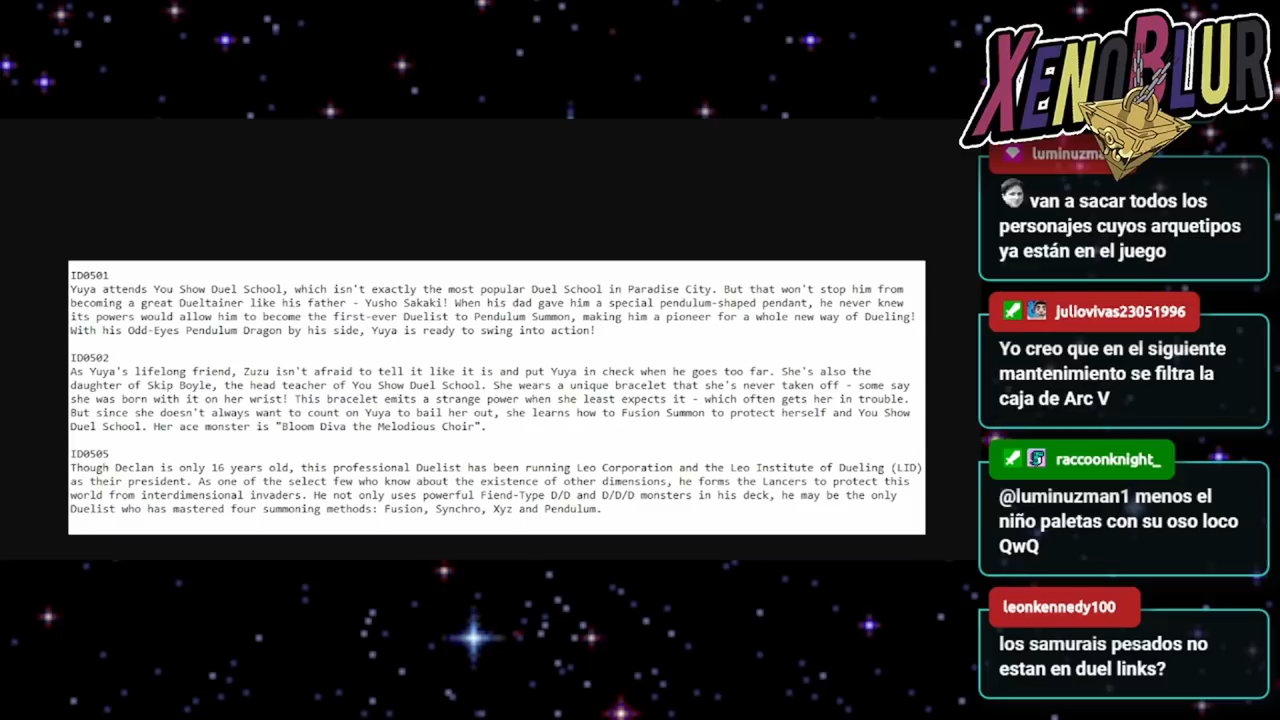 XENOBLUR
ID0501
Yuya attends You Show Duel School, which isn't exactly the most popular Duel School in Paradise City. But that won't stop him from
becoming a great Dueltainer like his father - Yusho Sakaki! When his dad gave him a special pendulum-shaped pendant, he never knew
its powers would allow him to become the first-ever Duelist to Pendulum Summon, making him a pioneer for a whole new way of Dueling!
With his Odd-Eyes Pendulum Dragon by his side, Yuya is ready to swing into action!
ID0502
As Yuya's lifelong friend, Zuzu isn't afraid to tell it like it is and put Yuya in check when he goes too far. She's also the
daughter of Skip Boyle, the head teacher of You Show Duel School. She wears a unique bracelet that she's never taken off - some say
she was born with it on her wrist! This bracelet emits a strange power when she least expects it - which often gets her in trouble.
But since she doesn't always want to count on Yuya to bail her out, she learns how to Fusion Summon to protect herself and You Show
Duel School. Her ace monster is "Bloom Diva the Melodious Choir".
ID0505
Though Declan is only 16 years old, this professional Duelist has been running Leo Corporation and the Leo Institute of Dueling (LID)
as their president. As one of the select few who know about the existence of other dimensions, he forms the Lancers to protect this
world from interdimensional invaders. He not only uses powerful Fiend-Type D/D and D/D/D monsters in his deck, he may be the only
Duelist who has mastered four summoning methods: Fusion, Synchro, Xyz and Pendulum.
luminuzma
van a sacar todos los
personajes cuyos arquetipos
ya están en el juego
juliovivas23051996
Yo creo que en el siguiente
mantenimiento se filtra la
caja de Arc V
raccoonknight_
@luminuzman1 menos el
niño paletas con su oso loco
QwQ
leonkennedy100
los samurais pesados no
estan en duel links?